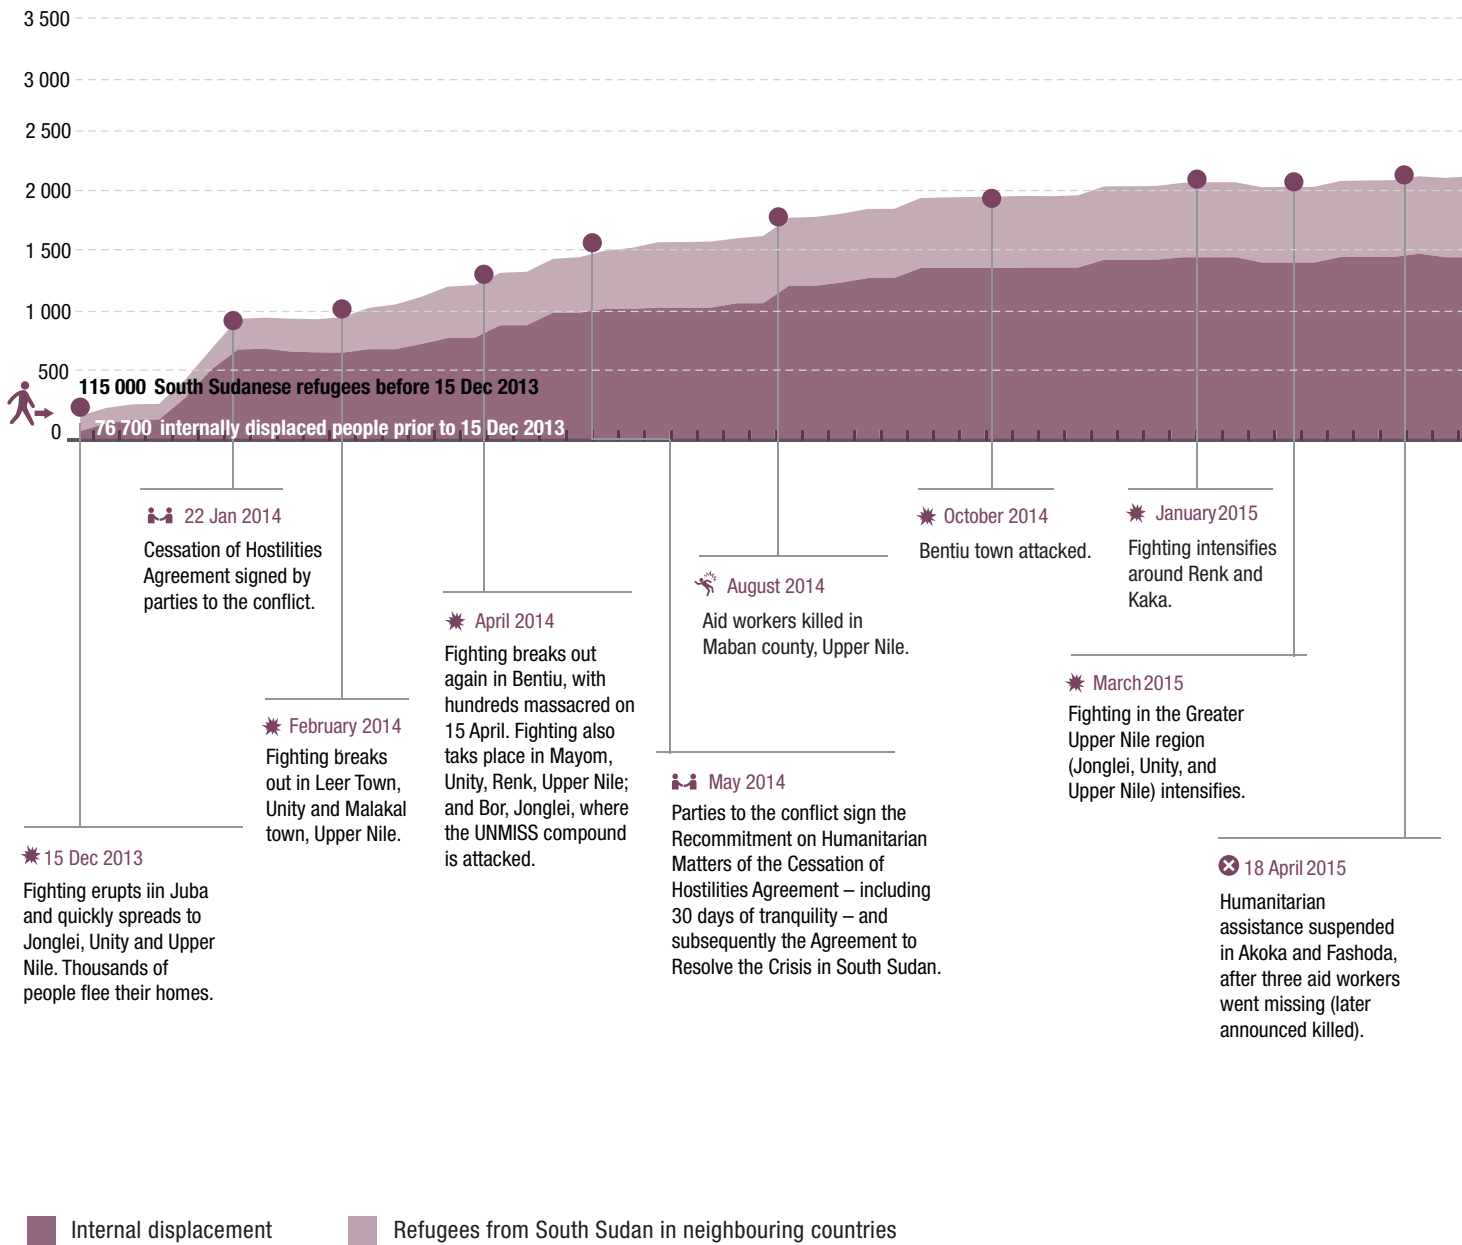 3 500
3 000
2 500
2 000
1 500
1 000
500
0
115 000 South Sudanese refugees before 15 Dec 2013
76 700 internally displaced people prior to 15 Dec 2013
22 Jan 2014
Cessation of Hostilities
Agreement signed by
parties to the conflict.
October 2014
Bentiu town attacked.
January 2015
Fighting intensifies
around Renk and
Kaka.
August 2014
Aid workers killed in
Maban county, Upper Nile.
April 2014
Fighting breaks out
again in Bentiu, with
hundreds massacred on
15 April. Fighting also
takes place in Mayom,
Unity, Renk, Upper Nile;
and Bor, Jonglei, where
the UNMISS compound
is attacked.
March 2015
Fighting in the Greater
Upper Nile region
(Jonglei, Unity, and
Upper Nile) intensifies.
February 2014
Fighting breaks
out in Leer Town,
Unity and Malakal
town, Upper Nile.
May 2014
Parties to the conflict sign the
Recommitment on Humanitarian
Matters of the Cessation of
Hostilities Agreement – including
30 days of tranquility – and
subsequently the Agreement to
Resolve the Crisis in South Sudan.
15 Dec 2013
Fighting erupts iin Juba
and quickly spreads to
Jonglei, Unity and Upper
Nile. Thousands of
people flee their homes.
18 April 2015
Humanitarian
assistance suspended
in Akoka and Fashoda,
after three aid workers
went missing (later
announced killed).
Internal displacement
Refugees from South Sudan in neighbouring countries